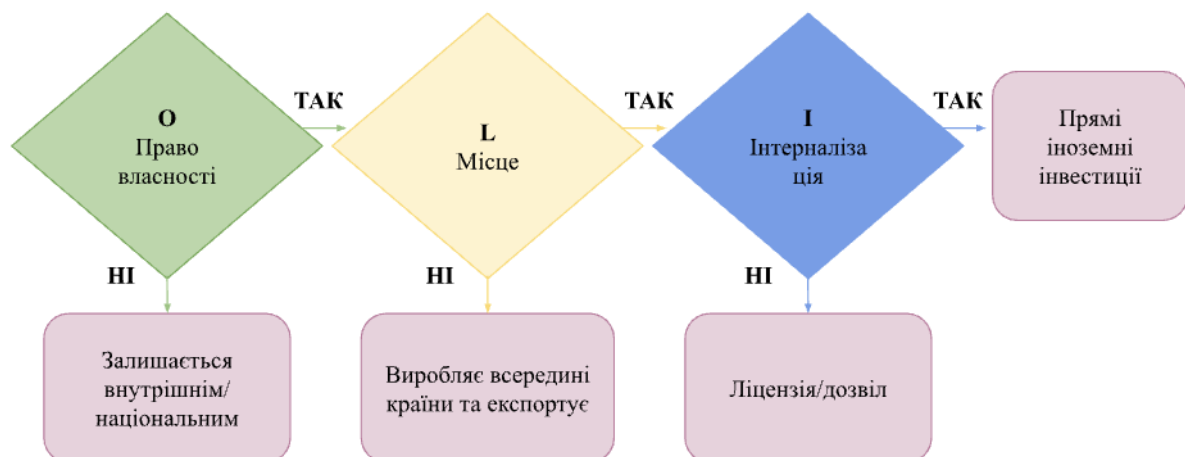 О
Право
власності
ТАК
L
Місце
ТАК
І
Інтерналіза
ція
ТАК
Прямі
іноземні
інвестиції
НІ
НІ
НІ
Залишається
внутрішнім/
національним
Виробляє всередині
країни та експортує
Ліцензія/дозвіл